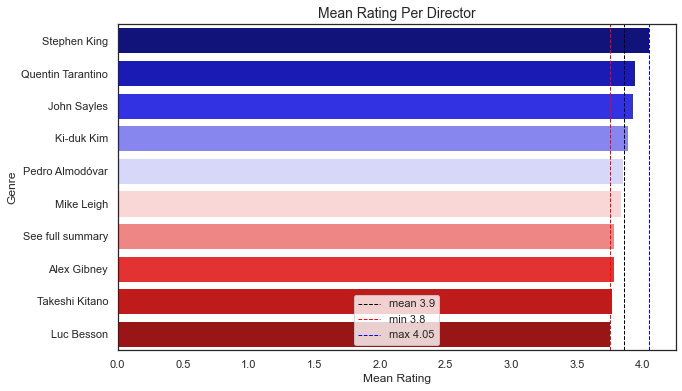 Mean Rating Per Director
Genre
Stephen King
Quentin Tarantino
John Sayles
Ki-duk Kim
Pedro Almodóvar
Mike Leigh
See full summary
Alex Gibney
Takeshi Kitano
Luc Besson
mean 3.9
min 3.8
max 4.05
0.0 0.5 1.0 1.5 2.0 2.5 3.0 3.5 4.0
Mean Rating